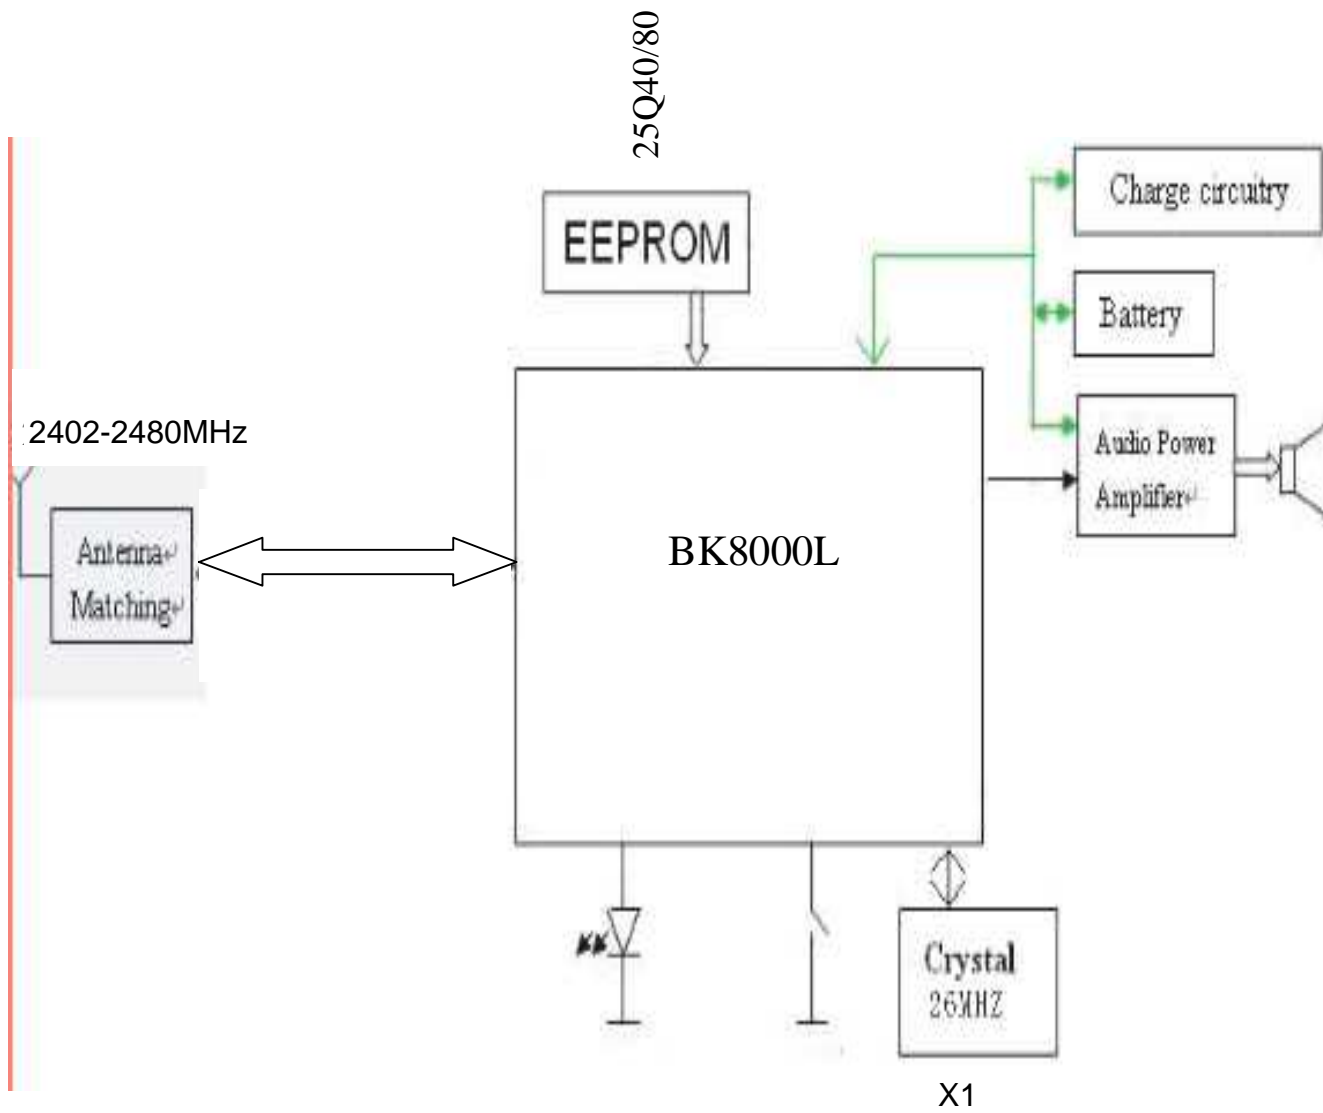 25Q40/80
EEPROM
Charge circuitry
Battery
2402-2480MHz
Audio Power
Amplifier↵
Antenna↵
Matching↵
BK8000L
Crystal
26MHZ
X1